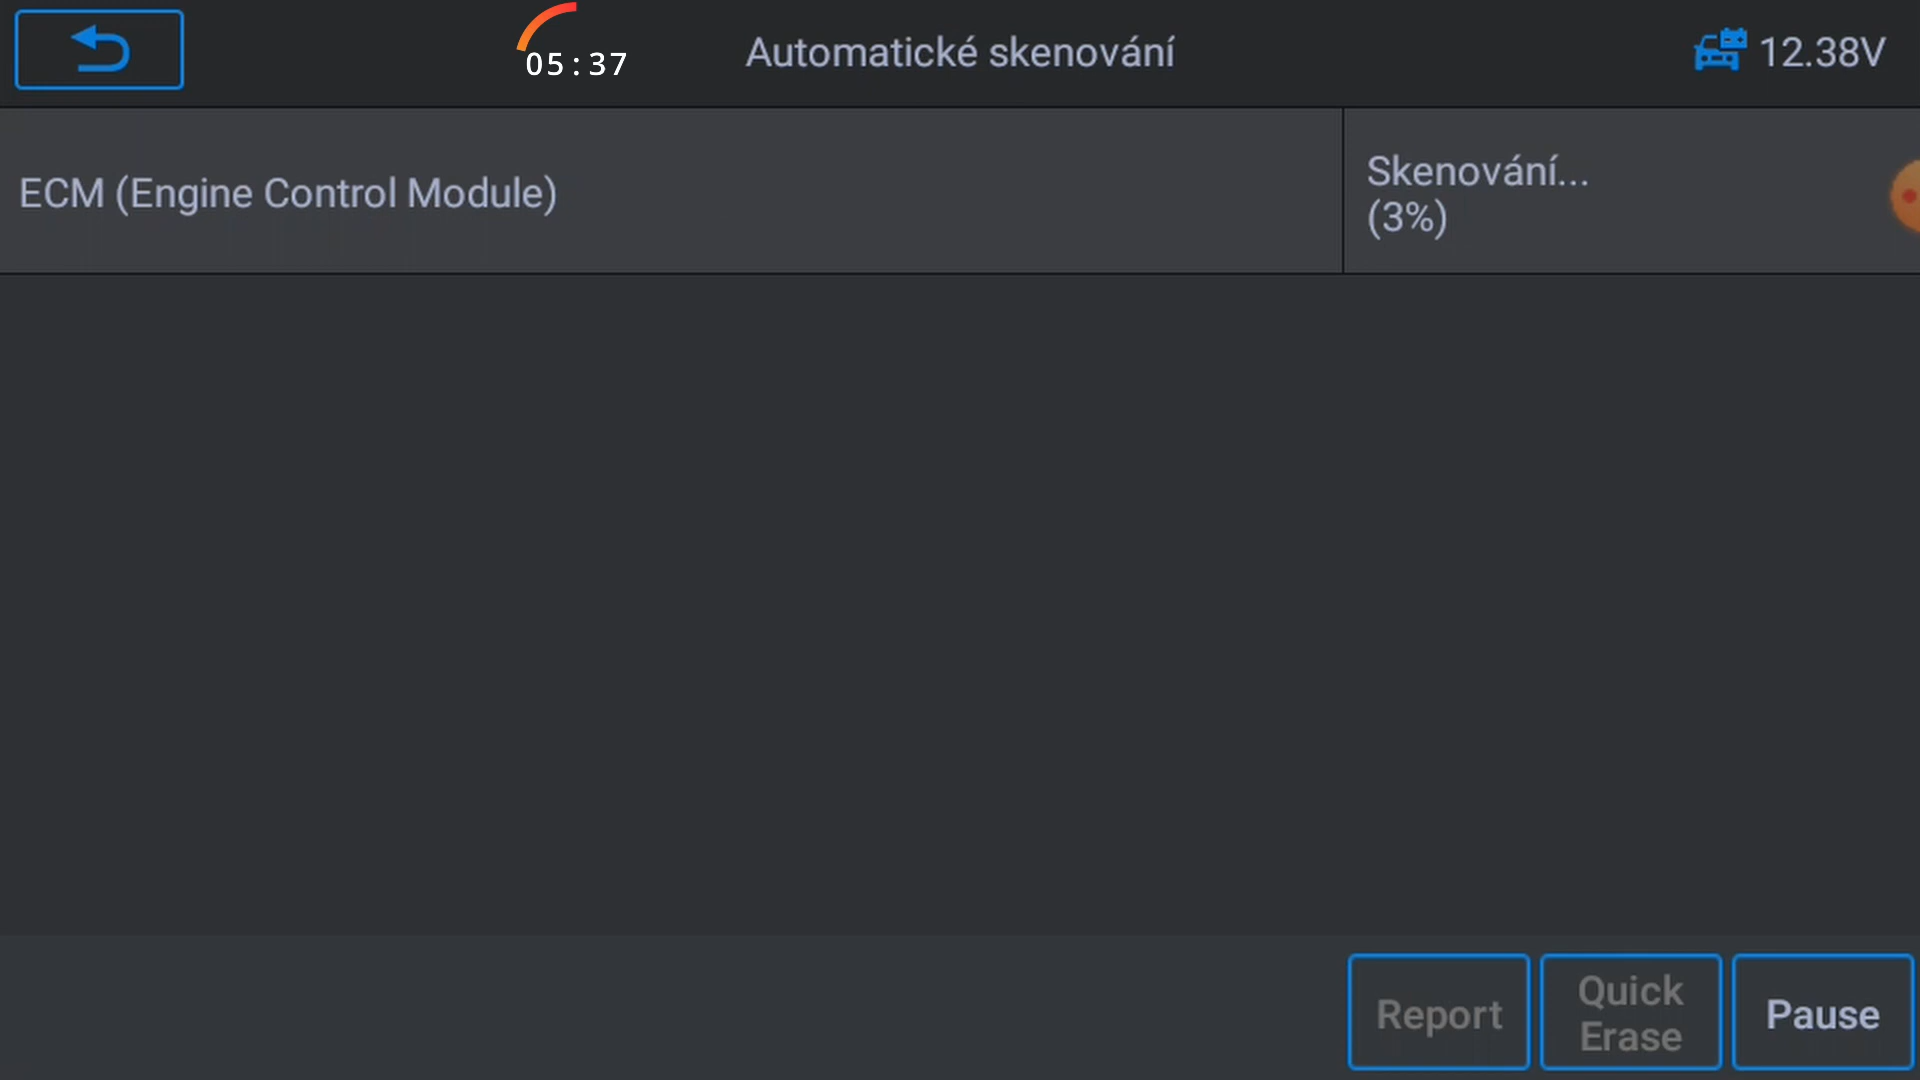 05:37
Automatické skenování
12.38V
ECM (Engine Control Module)
Skenování...
(3%)
Report
Quick
Erase
Pause